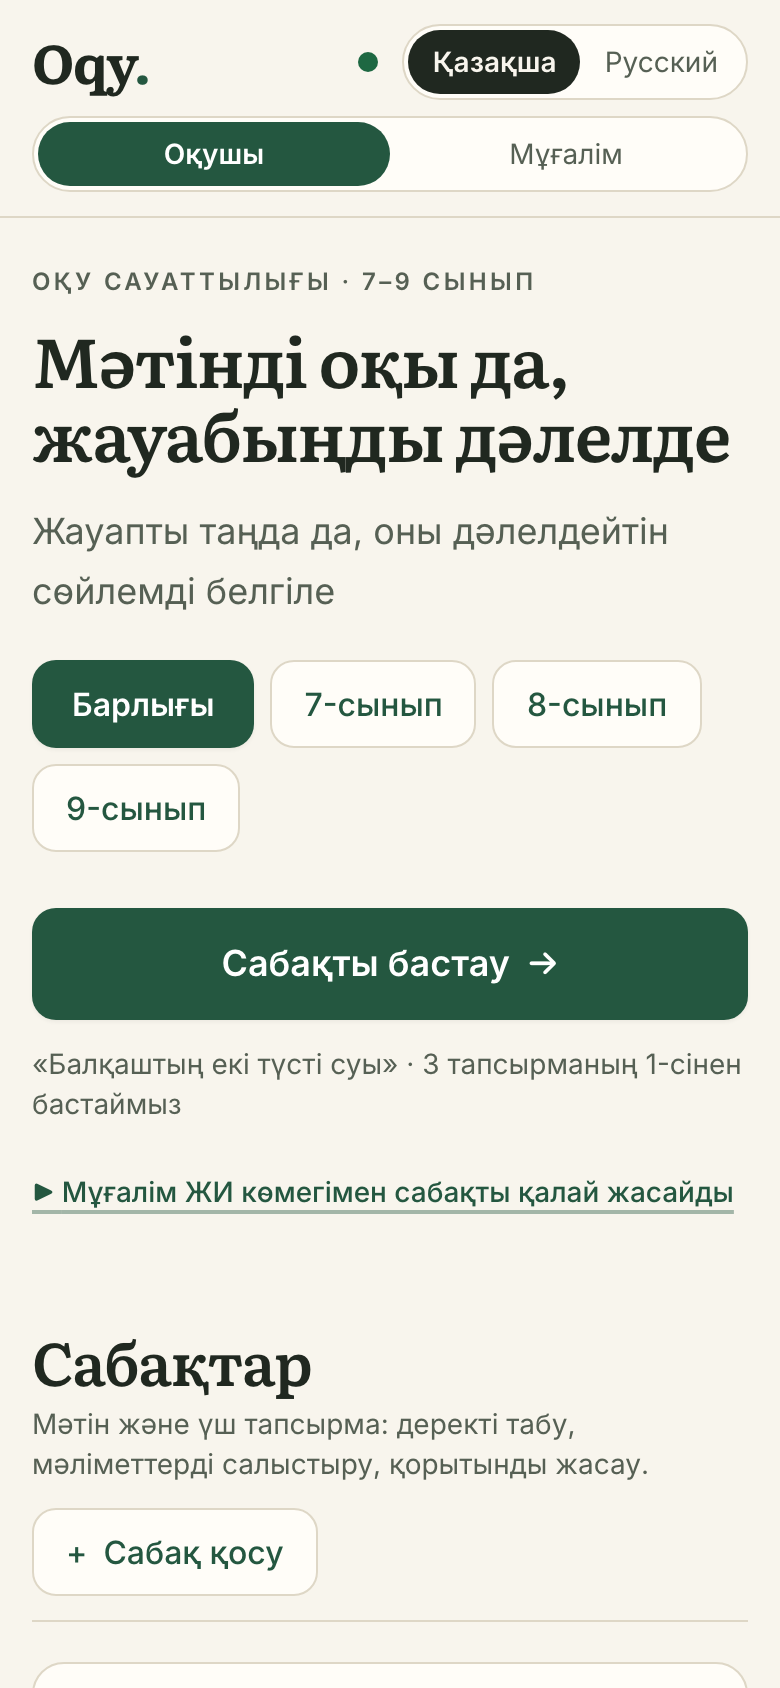 Oqy.
Қазақша Русский
Оқушы Мұғалім
ОҚУ САУАТТЫЛЫҒЫ · 7–9 СЫНЫП
Мәтінді оқы да,
жауабыңды дәлелде
Жауапты таңда да, оны дәлелдейтін
сөйлемді белгіле
Барлығы 7-сынып 8-сынып
9-сынып
Сабақты бастау →
«Балқаштың екі түсті суы» · 3 тапсырманың 1-сінен
бастаймыз
▶ Мұғалім ЖИ көмегімен сабақты қалай жасайды
Сабақтар
Мәтін және үш тапсырма: деректі табу,
мәліметтерді салыстыру, қорытынды жасау.
+ Сабақ қосу